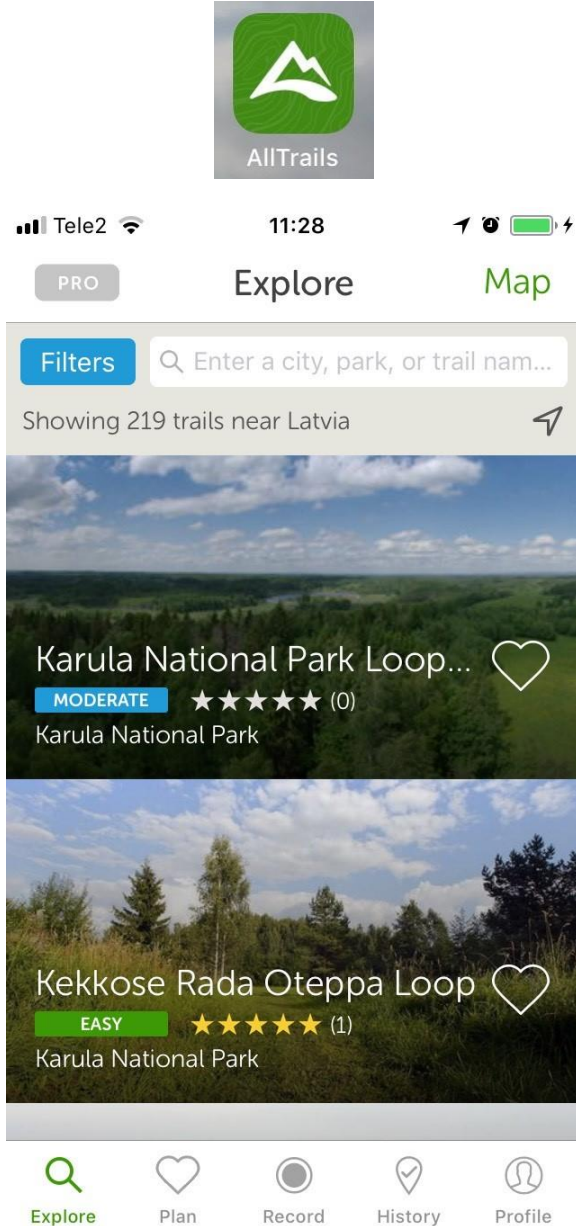 AllTrails
Tele2 11:28
PRO Explore Map
Filters Enter a city, park, or trail nam...
Showing 219 trails near Latvia
Karula National Park Loop...
MODERATE (0)
Karula National Park
Kekkose Rada Oteppa Loop
EASY (1)
Karula National Park
Explore Plan Record History Profile